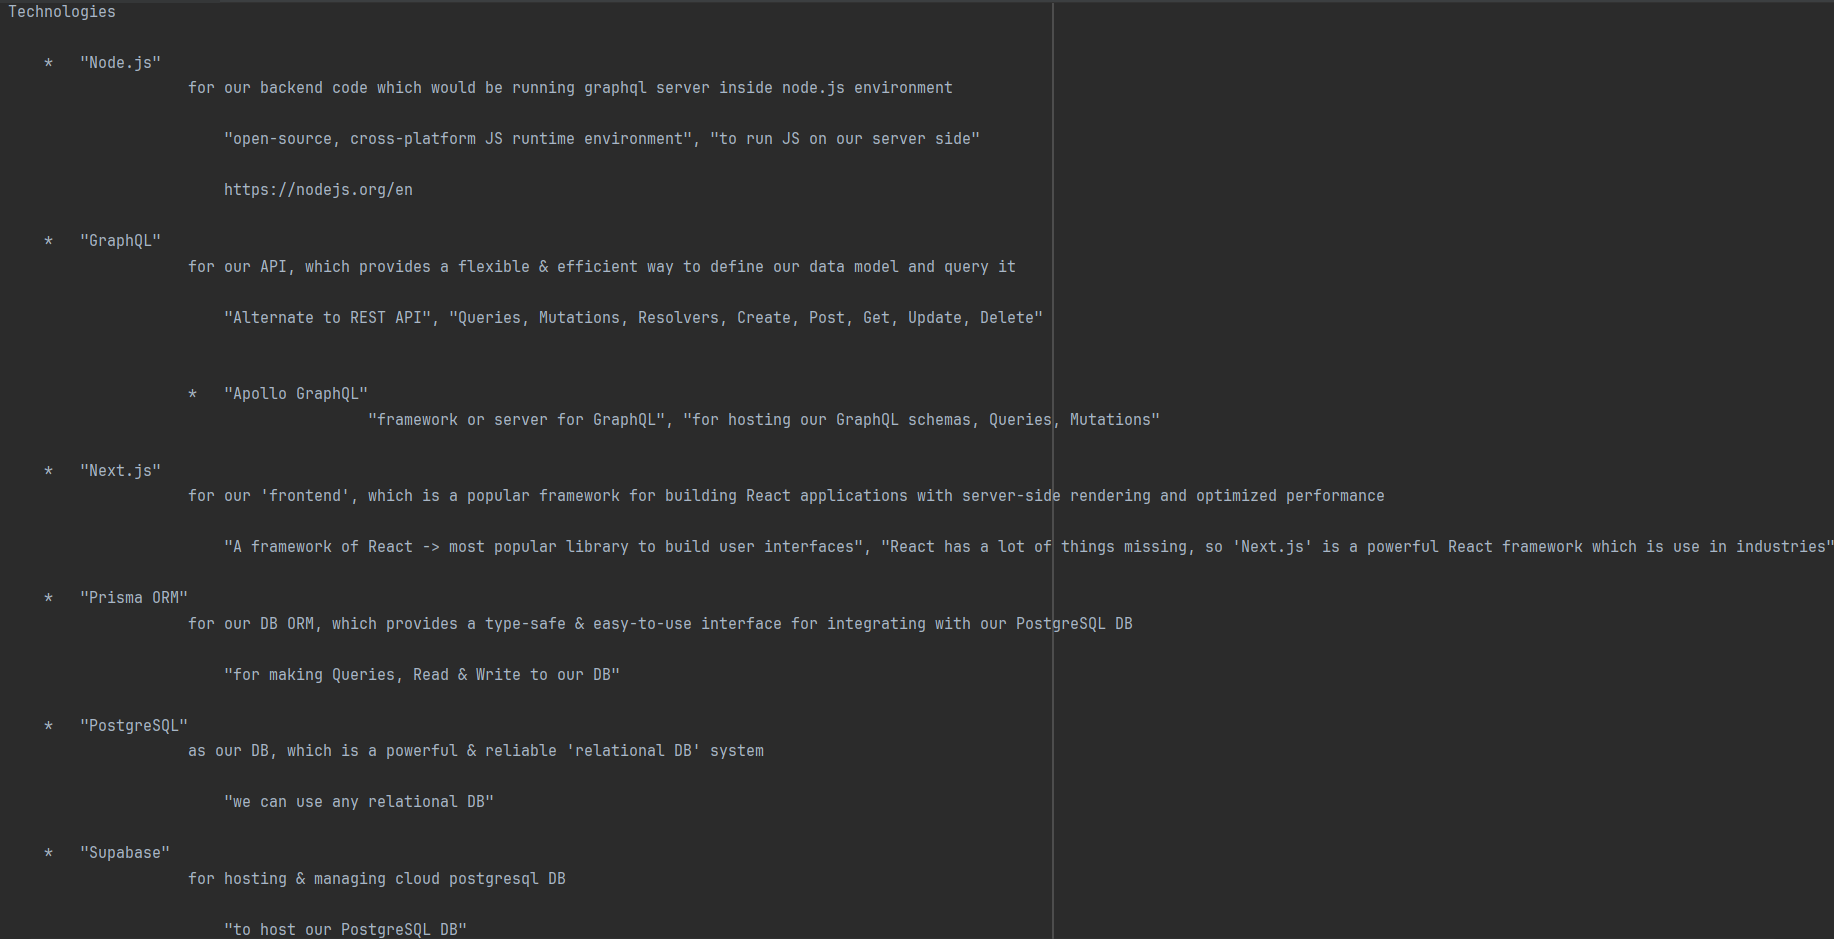 Technologies
* "Node.js"
for our backend code which would be running graphql server inside node.js environment
"open-source, cross-platform JS runtime environment", "to run JS on our server side"
https://nodejs.org/en
* "GraphQL"
for our API, which provides a flexible & efficient way to define our data model and query it
"Alternate to REST API", "Queries, Mutations, Resolvers, Create, Post, Get, Update, Delete"
* "Apollo GraphQL"
"framework or server for GraphQL", "for hosting our GraphQL schemas, Queries, Mutations"
* "Next.js"
for our 'frontend', which is a popular framework for building React applications with server-side rendering and optimized performance
"A framework of React -> most popular library to build user interfaces", "React has a lot of things missing, so 'Next.js' is a powerful React framework which is use in industries"
* "Prisma ORM"
for our DB ORM, which provides a type-safe & easy-to-use interface for integrating with our PostgreSQL DB
"for making Queries, Read & Write to our DB"
* "PostgreSQL"
as our DB, which is a powerful & reliable 'relational DB' system
"we can use any relational DB"
* "Supabase"
for hosting & managing cloud postgresql DB
"to host our PostgreSQL DB"